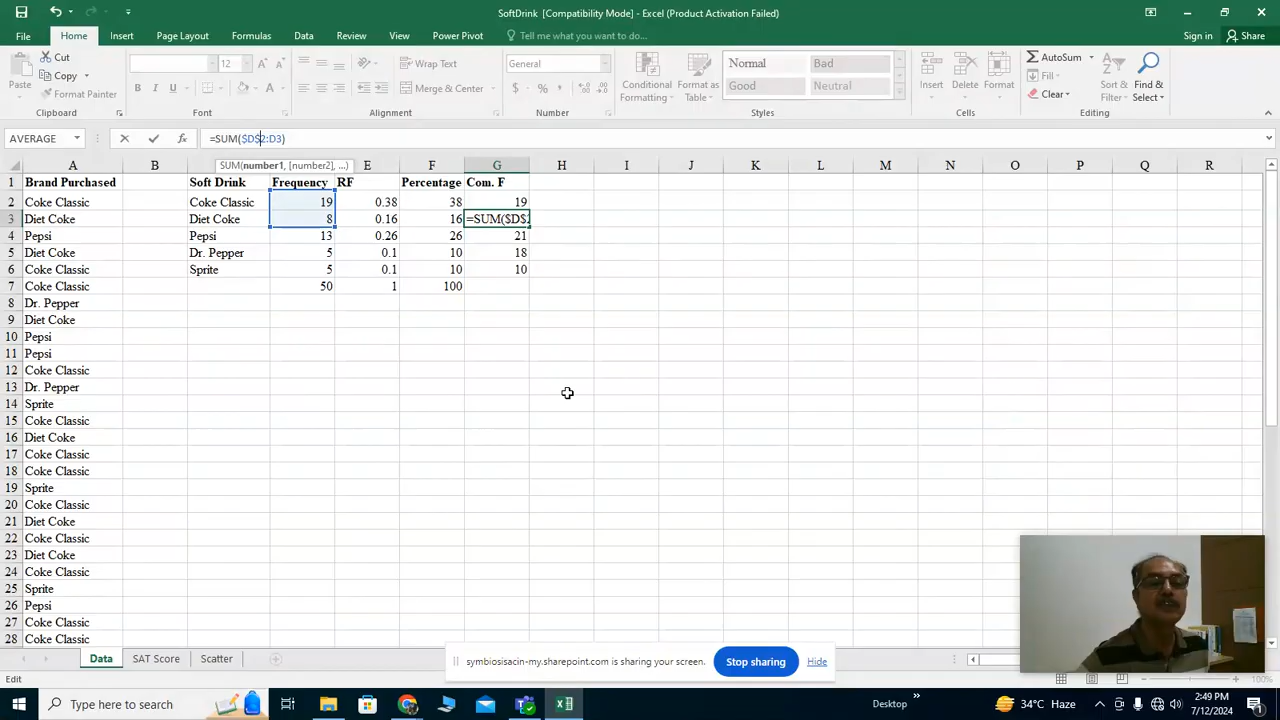 SoftDrink [Compatibility Mode] - Excel (Product Activation Failed)
File Home Insert Page Layout Formulas Data Review View Power Pivot Tell me what you want to do... Sign in Share
Cut
Copy
Format Painter
Paste
Clipboard
12 A A
B I U A
Font
Wrap Text
Merge & Center
Alignment
General
$ % ,
Number
Conditional Formatting
Format as Table
Normal Bad
Good Neutral
Styles
Insert Delete Format
Cells
AutoSum
Fill
Clear
Sort & Filter
Find & Select
Editing
AVERAGE fx =SUM($D$2:D3)
SUM(number1, [number2], ...)
A B E F G H I J K L M N O P Q R
1 Brand Purchased Soft Drink Frequency RF Percentage Com. F
2 Coke Classic Coke Classic 19 0.38 38 19
3 Diet Coke Diet Coke 8 0.16 16 =SUM($D$2
4 Pepsi Pepsi 13 0.26 26 21
5 Diet Coke Dr. Pepper 5 0.1 10 18
6 Coke Classic Sprite 5 0.1 10 10
7 Coke Classic 50 1 100
8 Dr. Pepper
9 Diet Coke
10 Pepsi
11 Pepsi
12 Coke Classic
13 Dr. Pepper
14 Sprite
15 Coke Classic
16 Diet Coke
17 Coke Classic
18 Coke Classic
19 Sprite
20 Coke Classic
21 Diet Coke
22 Coke Classic
23 Diet Coke
24 Coke Classic
25 Sprite
26 Pepsi
27 Coke Classic
28 Coke Classic
symbiosisacin-my.sharepoint.com is sharing your screen. Stop sharing Hide
Data SAT Score Scatter
Edit 100%
Type here to search Desktop 34°C Haze ENG 2:49 PM
7/12/2024